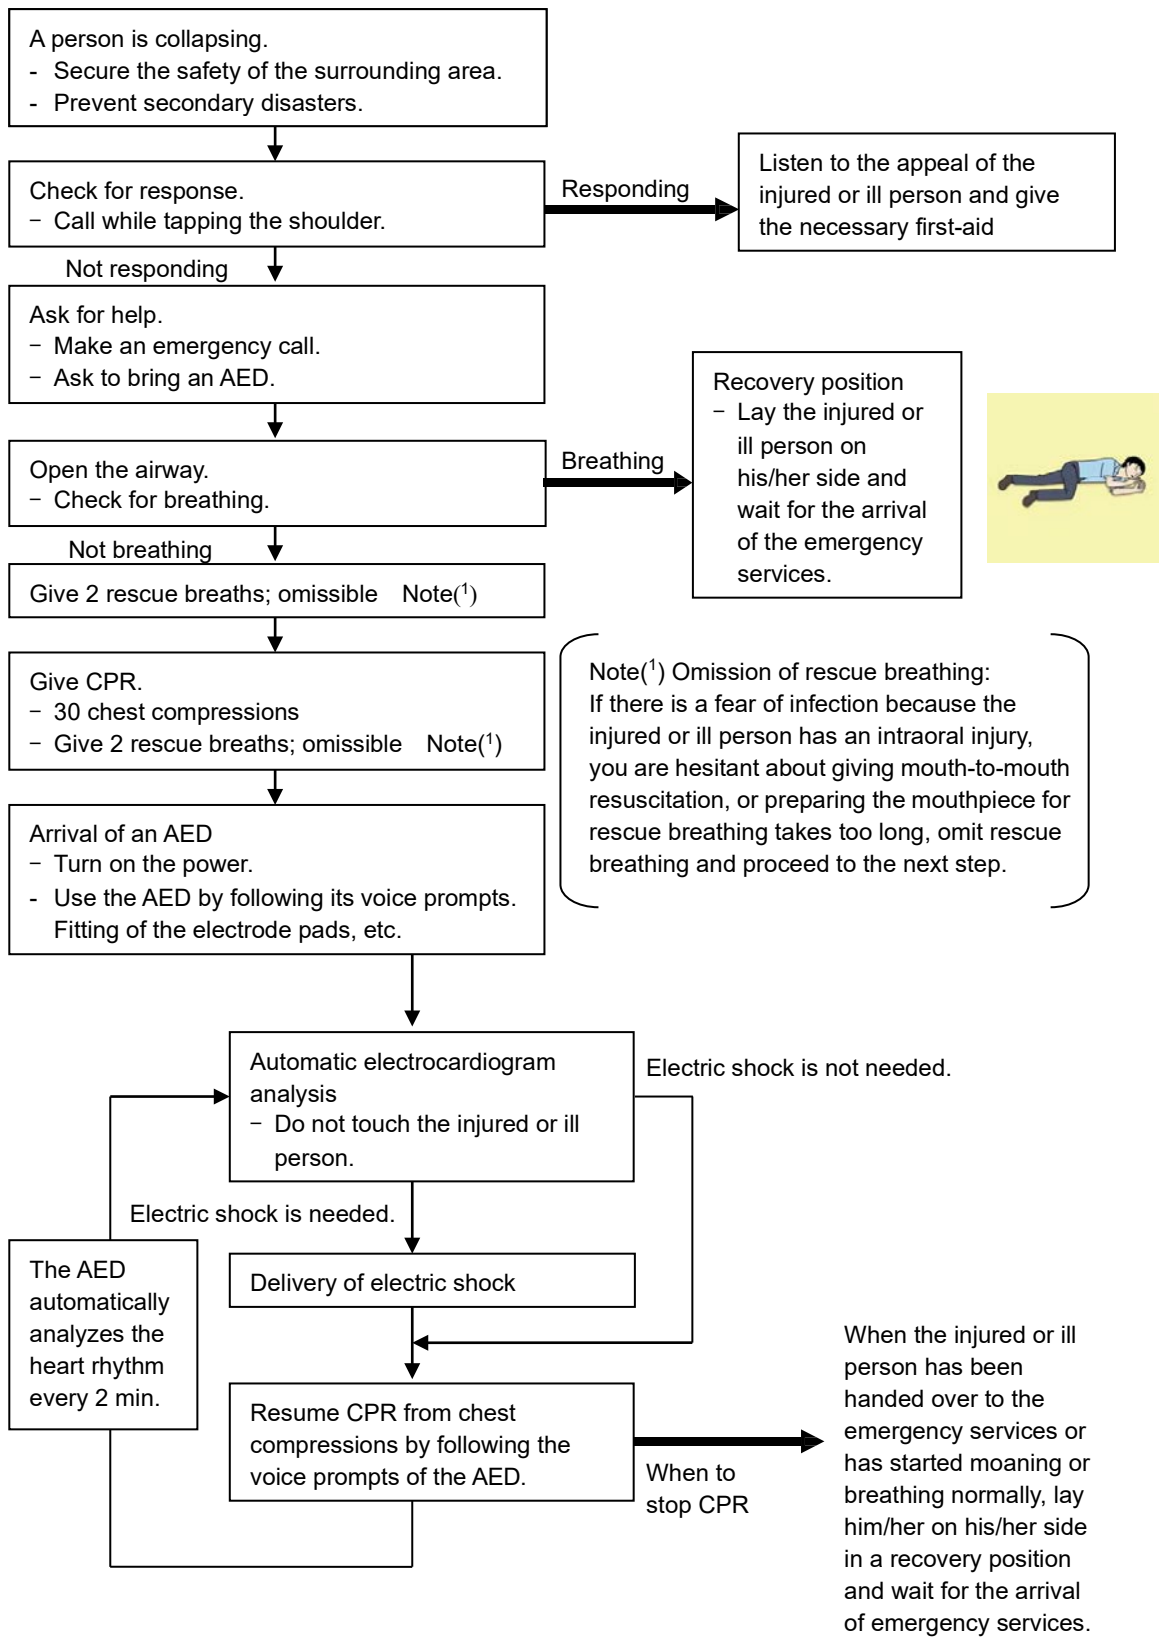 A person is collapsing.
- Secure the safety of the surrounding area.
- Prevent secondary disasters.
Check for response.
− Call while tapping the shoulder.
Responding
Listen to the appeal of the
injured or ill person and give
the necessary first-aid
Not responding
Ask for help.
− Make an emergency call.
− Ask to bring an AED.
Open the airway.
− Check for breathing.
Breathing
Recovery position
− Lay the injured or
ill person on
his/her side and
wait for the arrival
of the emergency
services.
Not breathing
Give 2 rescue breaths; omissible Note(¹)
Give CPR.
− 30 chest compressions
− Give 2 rescue breaths; omissible Note(¹)
Note(¹) Omission of rescue breathing:
If there is a fear of infection because the
injured or ill person has an intraoral injury,
you are hesitant about giving mouth-to-mouth
resuscitation, or preparing the mouthpiece for
rescue breathing takes too long, omit rescue
breathing and proceed to the next step.
Arrival of an AED
− Turn on the power.
- Use the AED by following its voice prompts.
Fitting of the electrode pads, etc.
Automatic electrocardiogram
analysis
− Do not touch the injured or ill
person.
Electric shock is not needed.
Electric shock is needed.
The AED
automatically
analyzes the
heart rhythm
every 2 min.
Delivery of electric shock
Resume CPR from chest
compressions by following the
voice prompts of the AED.
When to
stop CPR
When the injured or ill
person has been
handed over to the
emergency services or
has started moaning or
breathing normally, lay
him/her on his/her side
in a recovery position
and wait for the arrival
of emergency services.